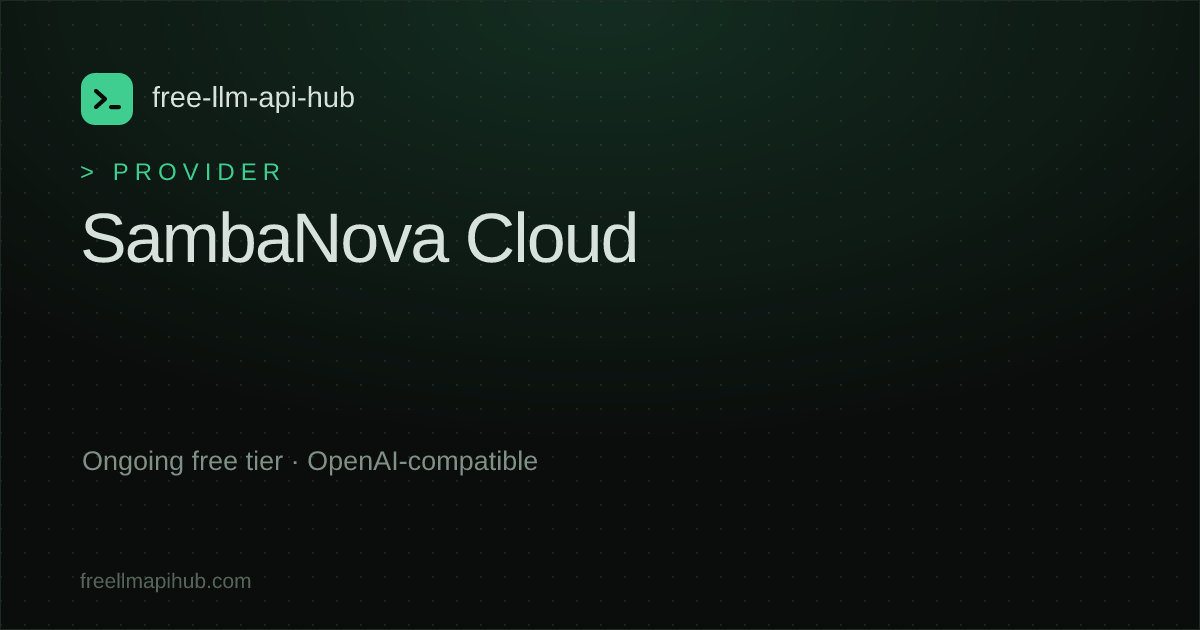 free-llm-api-hub
> PROVIDER
SambaNova Cloud
Ongoing free tier · OpenAI-compatible
freellmapihub.com